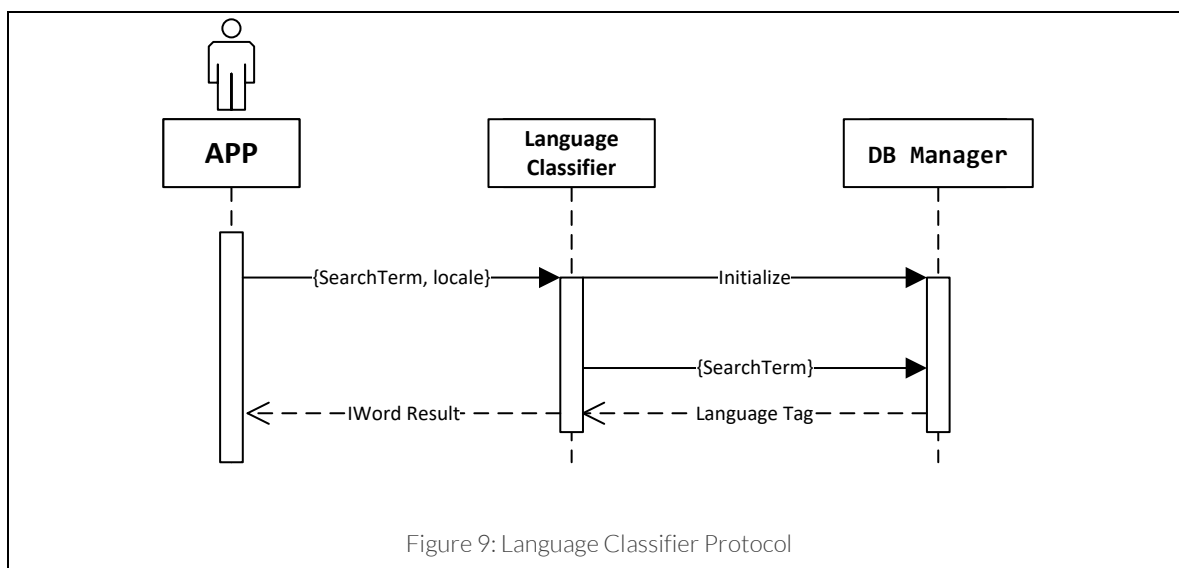 APP
Language
Classifier
DB Manager
{SearchTerm, locale}
Initialize
{SearchTerm}
IWord Result
Language Tag
Figure 9: Language Classifier Protocol